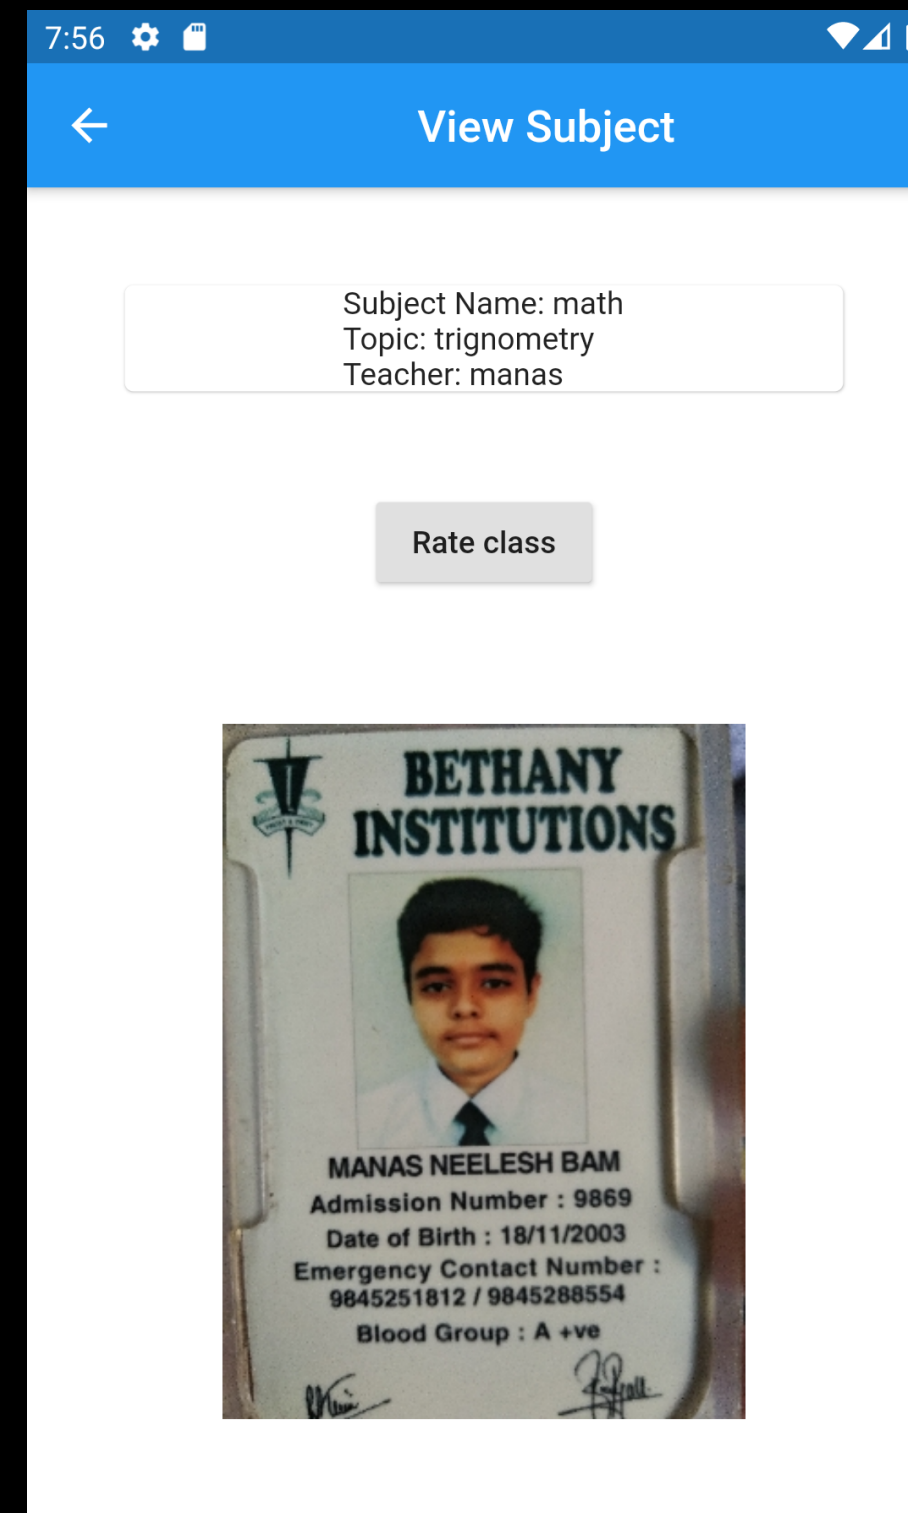 7:56
View Subject
Subject Name: math
Topic: trignometry
Teacher: manas
Rate class
BETHANY
INSTITUTIONS
MANAS NEELESH BAM
Admission Number : 9869
Date of Birth : 18/11/2003
Emergency Contact Number :
9845251812 / 9845288554
Blood Group : A +ve